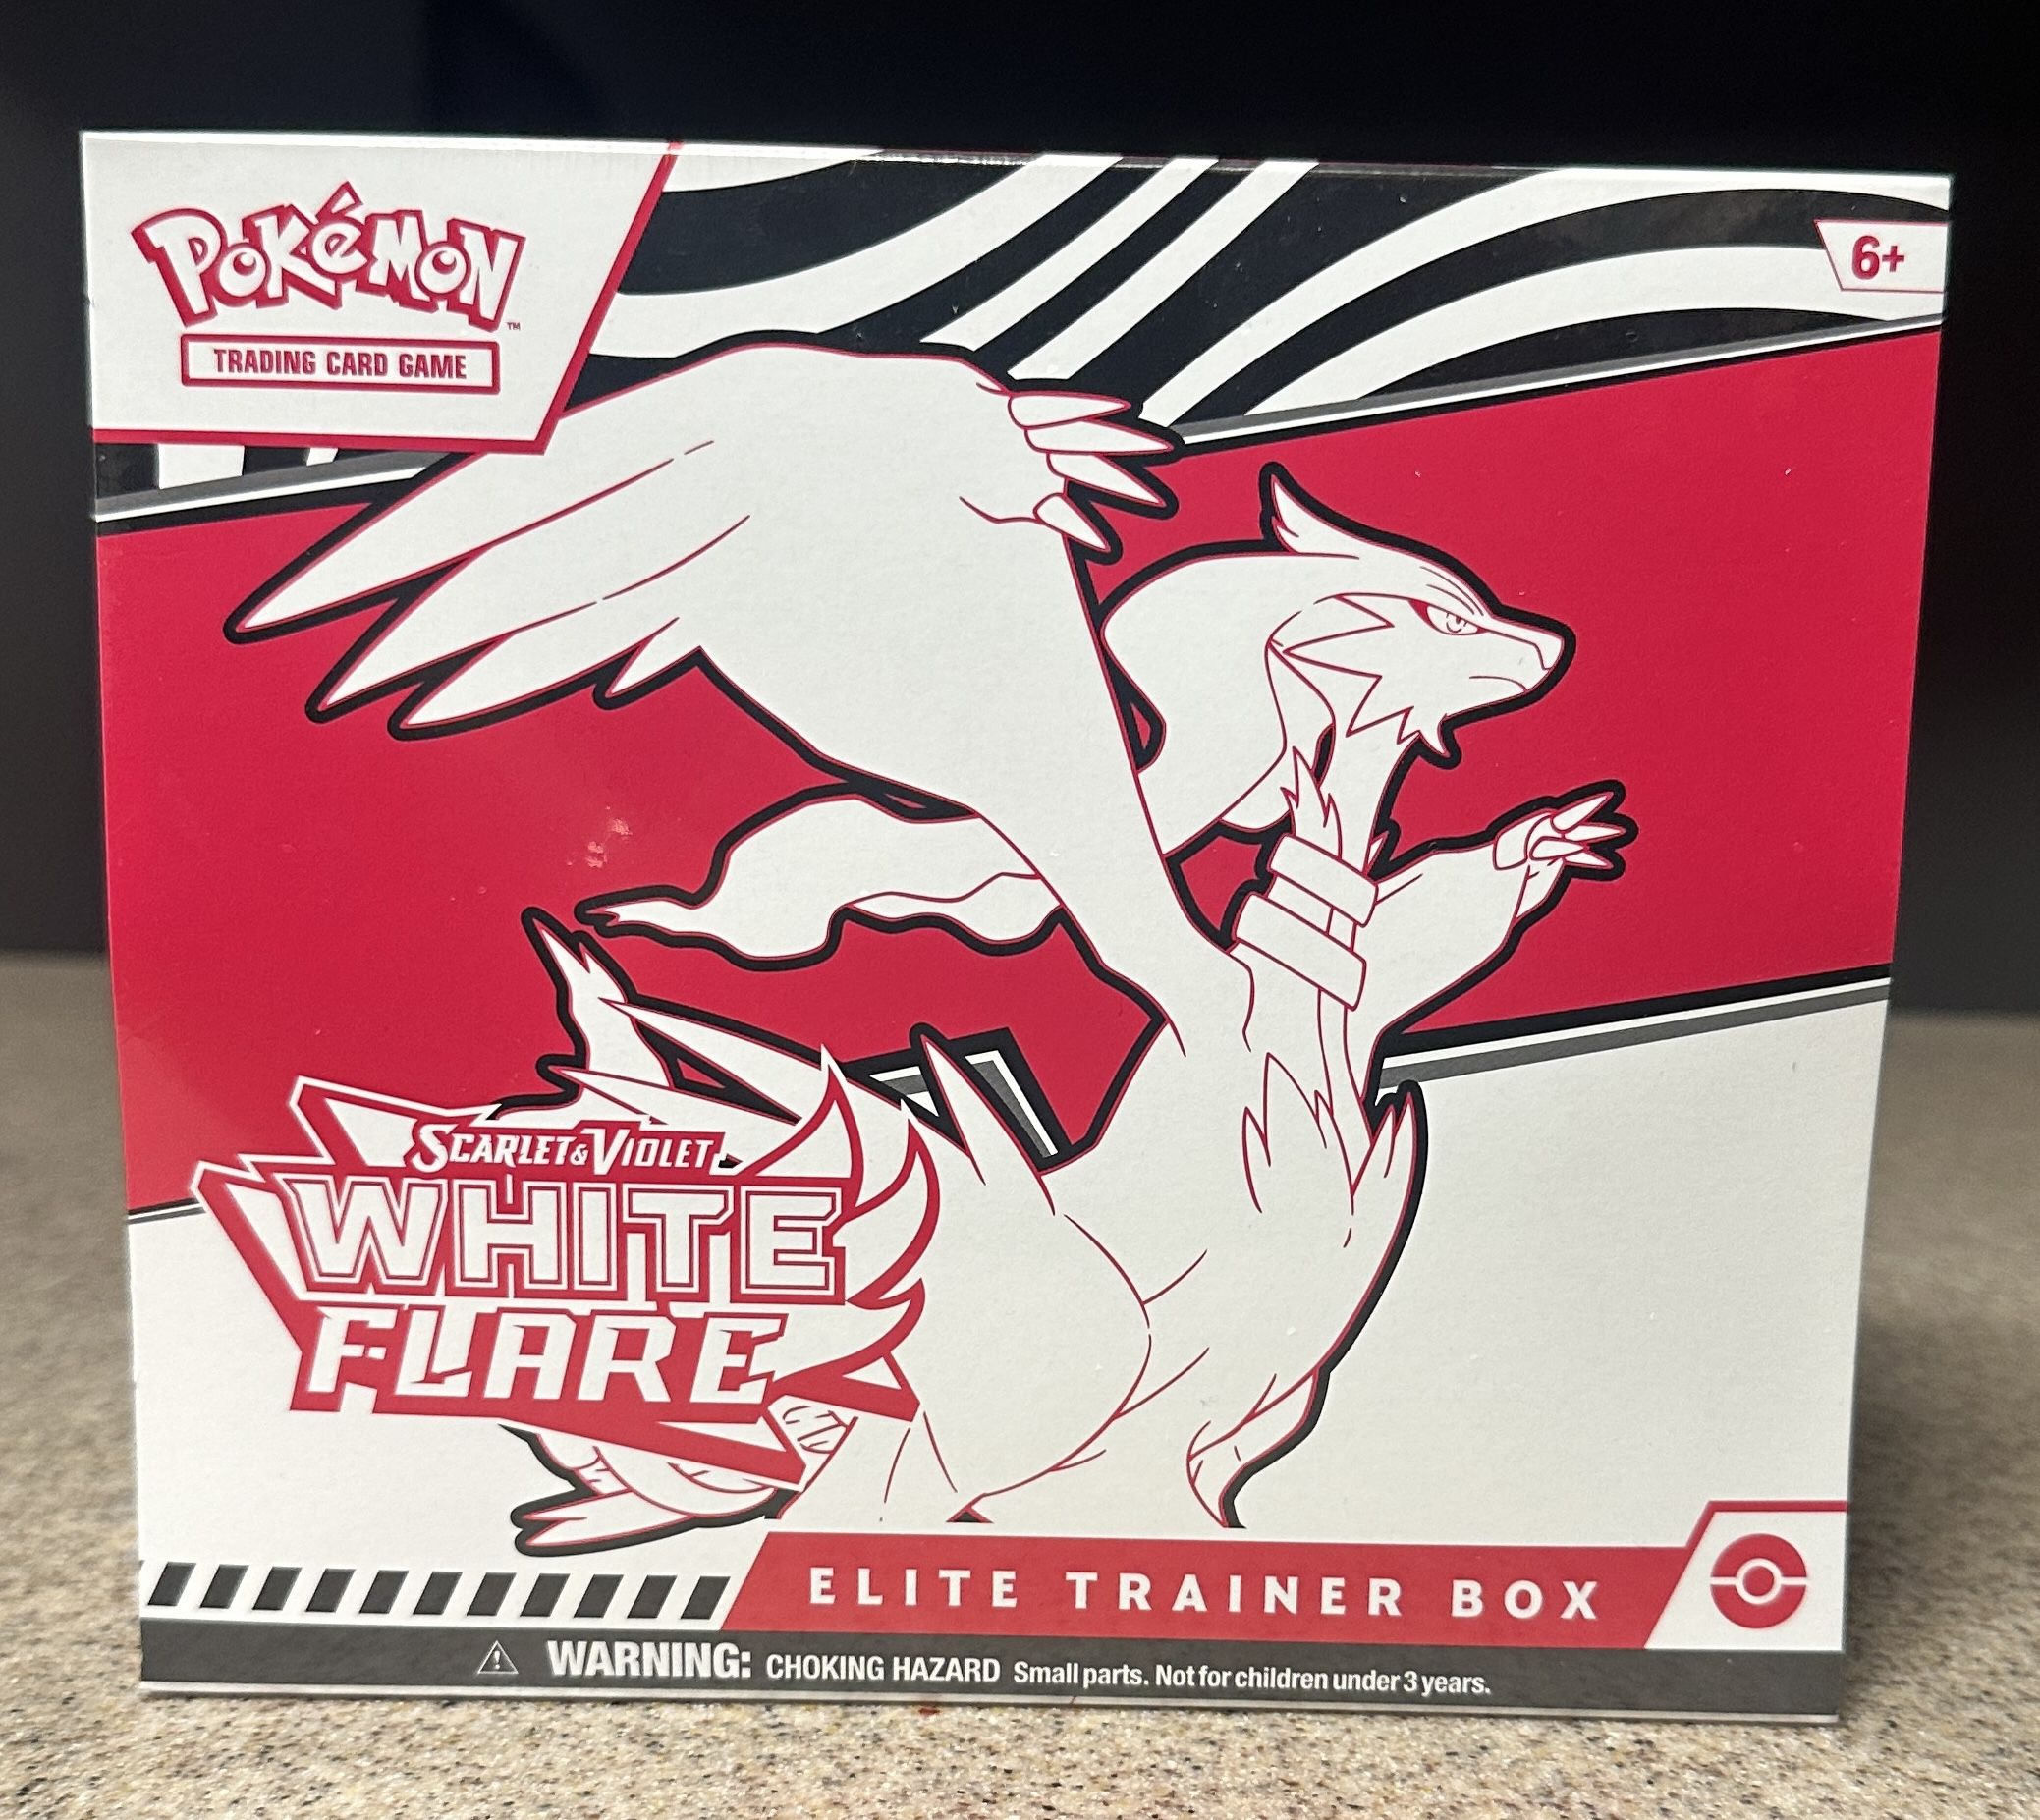 POKéMON™
TRADING CARD GAME
6+
SCARLET & VIOLET
WHITE
FLARE
ELITE TRAINER BOX
WARNING: CHOKING HAZARD Small parts. Not for children under 3 years.